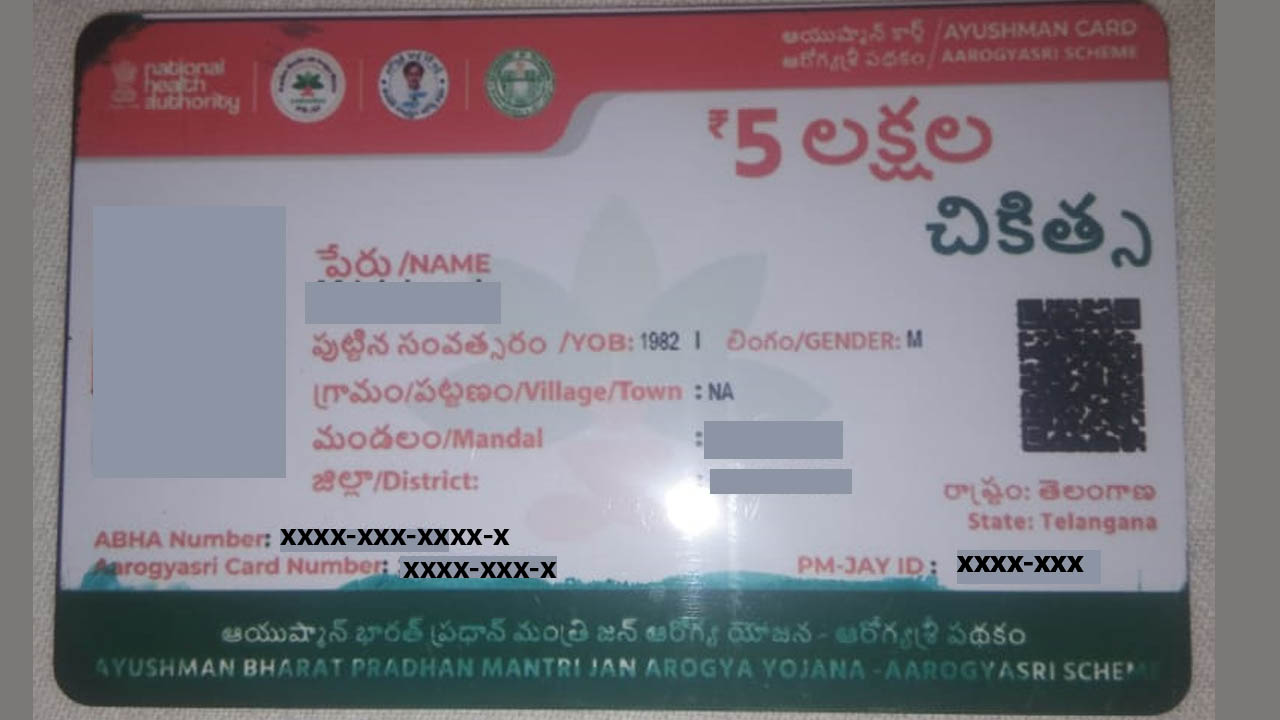 ఆయుష్మాన్ కార్డ్ / AYUSHMAN CARD
ఆరోగ్యశ్రీ పథకం / AAROGYASRI SCHEME
national
health
authority
₹5 లక్షల
చికిత్స
పేరు /NAME
పుట్టిన సంవత్సరం /YOB: 1982 | లింగం/GENDER: M
గ్రామం/పట్టణం/Village/Town : NA
మండలం/Mandal :
జిల్లా/District: :
రాష్ట్రం: తెలంగాణ
State: Telangana
ABHA Number: XXXX-XXX-XXXX-X
Aarogyasri Card Number: XXXX-XXX-X
PM-JAY ID : XXXX-XXX
ఆయుష్మాన్ భారత్ ప్రధాన్ మంత్రి జన్ ఆరోగ్య యోజన - ఆరోగ్యశ్రీ పథకం
AYUSHMAN BHARAT PRADHAN MANTRI JAN AROGYA YOJANA -AAROGYASRI SCHEME